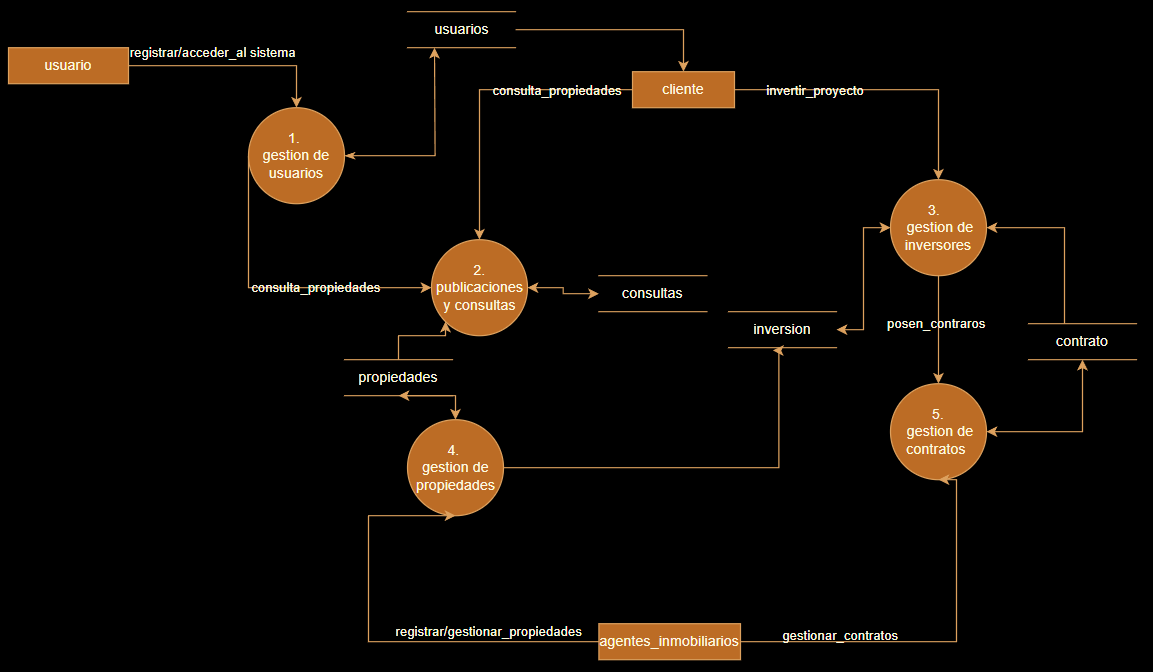 usuarios
registrar/acceder_al sistema
usuario
cliente
consulta_propiedades
invertir_proyecto
1.
gestion de
usuarios
3.
gestion de
inversores
2.
publicaciones
y consultas
consulta_propiedades
consultas
inversion
posen_contraros
contrato
propiedades
5.
gestion de
contratos
4.
gestion de
propiedades
registrar/gestionar_propiedades
agentes_inmobiliarios
gestionar_contratos